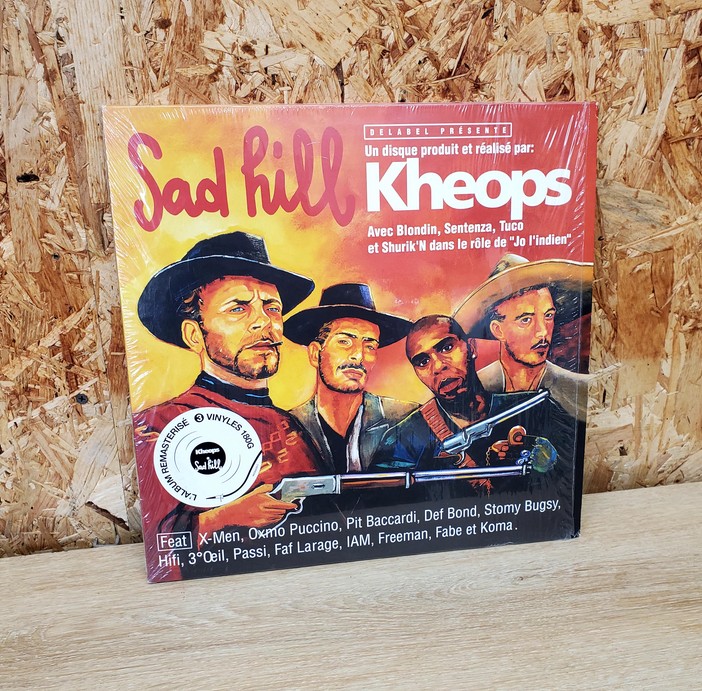 Sad hill
DELABEL PRÉSENTE
Un disque produit et réalisé par:
Kheops
Avec Blondin, Sentenza, Tuco
et Shurik'N dans le rôle de "Jo l'indien"
L'ALBUM REMASTERISÉ 3 VINYLES 180G
Kheops
Sad hill
Feat X-Men, Oxmo Puccino, Pit Baccardi, Def Bond, Stomy Bugsy,
Hifi, 3°Œil, Passi, Faf Larage, IAM, Freeman, Fabe et Koma.